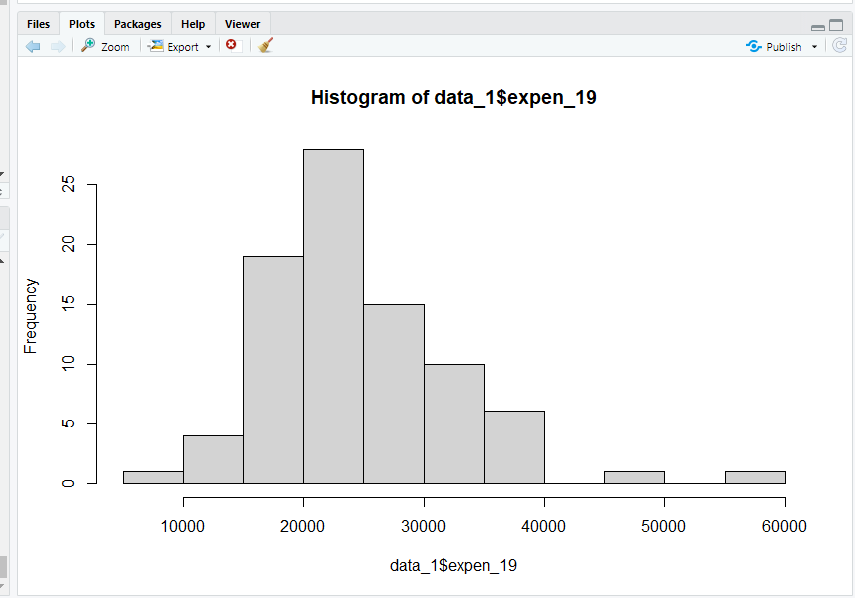 Files Plots Packages Help Viewer
Zoom Export Publish
Histogram of data_1$expen_19
25
20
15
10
5
0
Frequency
10000 20000 30000 40000 50000 60000
data_1$expen_19